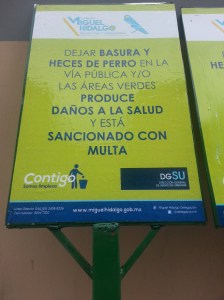 MIGUEL
HIDALGO
DEJAR BASURA Y
HECES DE PERRO EN LA
VÍA PÚBLICA Y/O
LAS ÁREAS VERDES
PRODUCE
DAÑOS A LA SALUD
Y ESTÁ
SANCIONADO CON
MULTA
Contigo
DGSU
www.miguelhidalgo.gob.mx